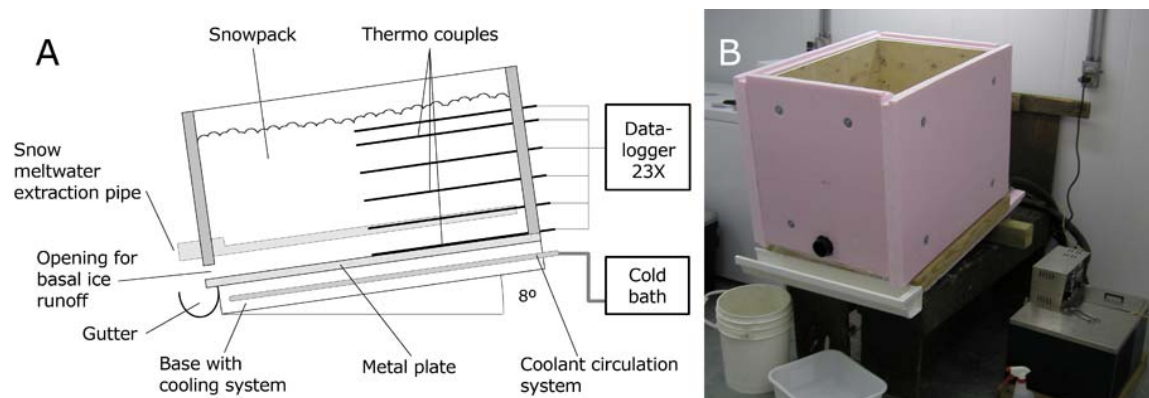 A
Snowpack
Thermo couples
B
Data-
logger
23X
Snow
meltwater
extraction pipe
Opening for
basal ice
runoff
Cold
bath
8º
Gutter
Base with
cooling system
Metal plate
Coolant circulation
system